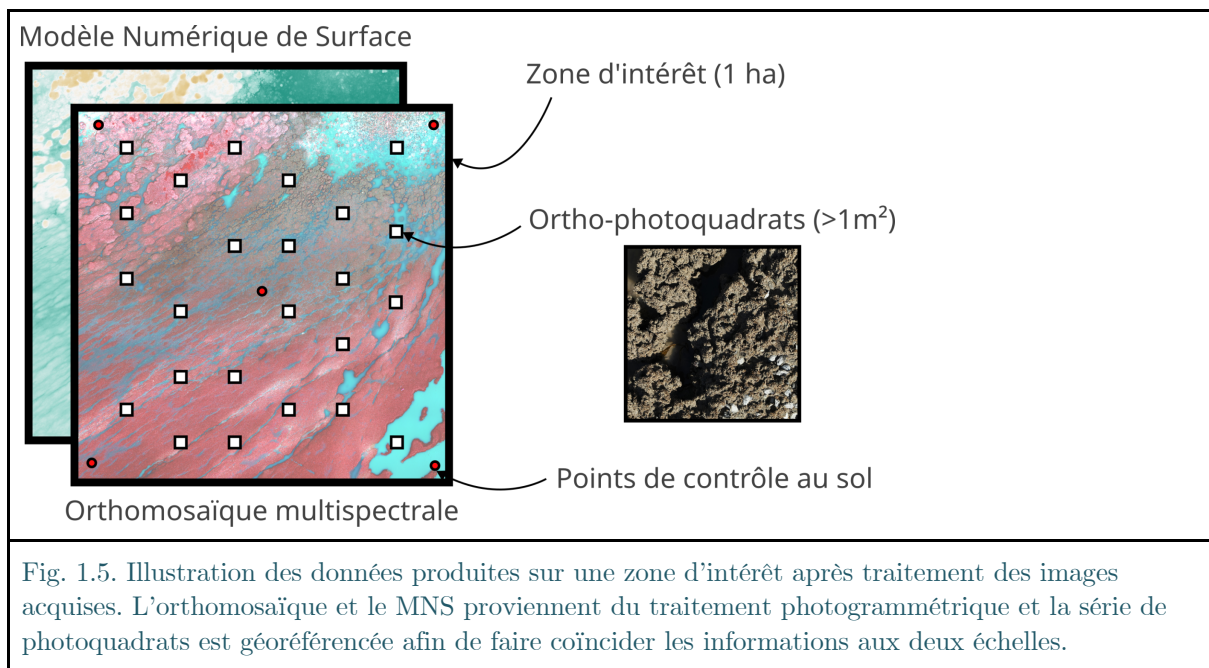 Modèle Numérique de Surface
Zone d'intérêt (1 ha)
Ortho-photoquadrats (>1m²)
Points de contrôle au sol
Orthomosaïque multispectrale
Fig. 1.5. Illustration des données produites sur une zone d'intérêt après traitement des images
acquises. L'orthomosaïque et le MNS proviennent du traitement photogrammétrique et la série de
photoquadrats est géoréférencée afin de faire coïncider les informations aux deux échelles.